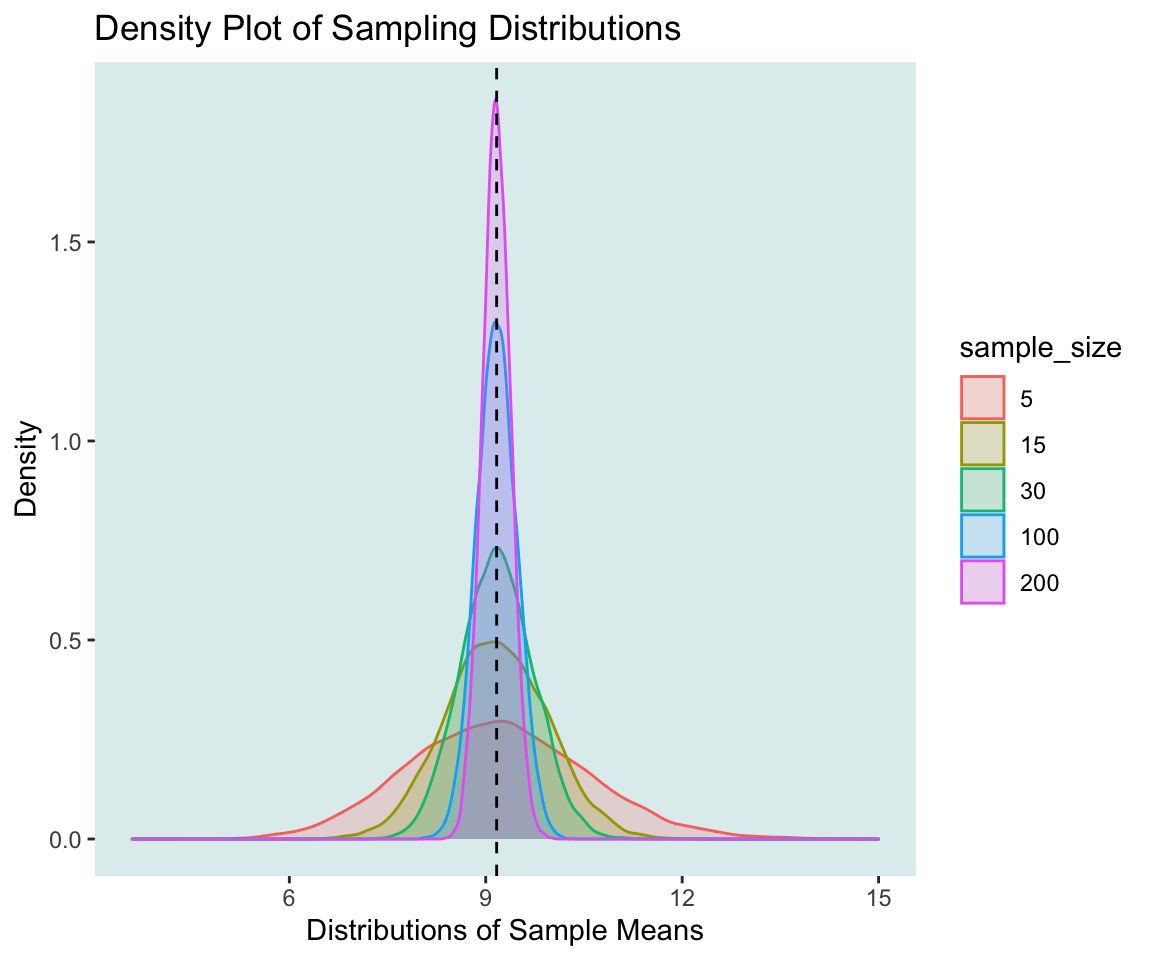 Density Plot of Sampling Distributions
Density
1.5
1.0
0.5
0.0
6 9 12 15
Distributions of Sample Means
sample_size
5
15
30
100
200